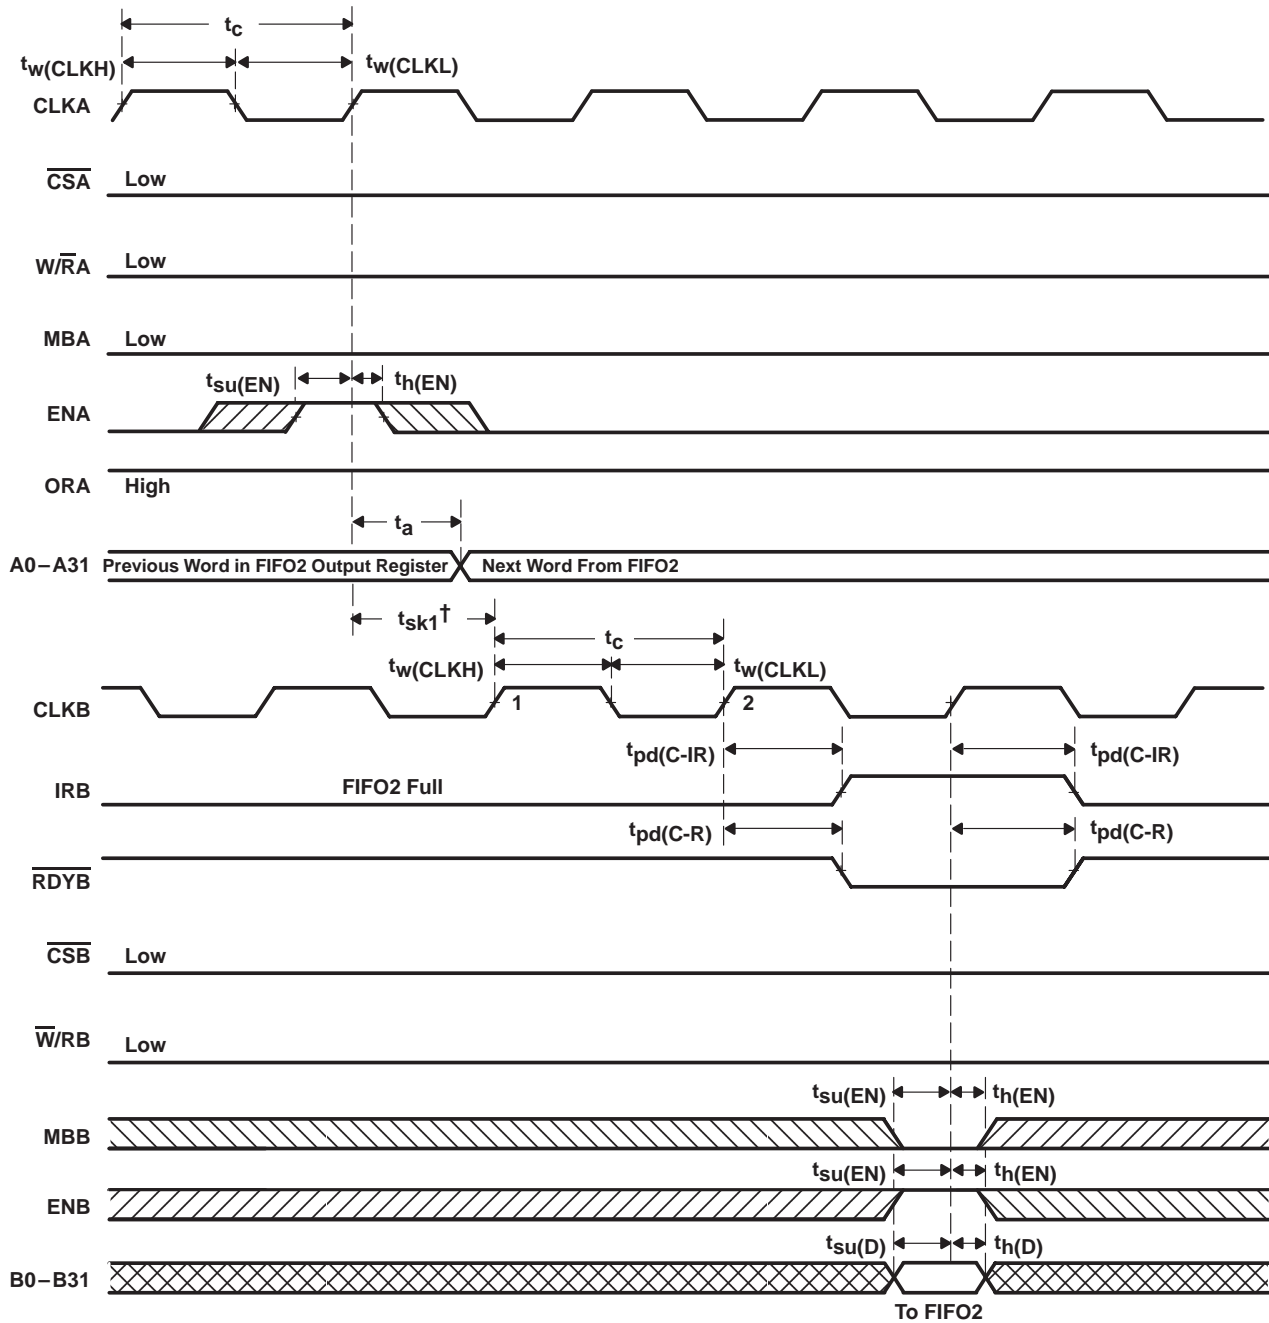 tc
tw(CLKH)
tw(CLKL)
CLKA
CSA
Low
W/RA
Low
MBA
Low
tsu(EN)
th(EN)
ENA
ORA
High
ta
A0–A31
Previous Word in FIFO2 Output Register
Next Word From FIFO2
tsk1†
tc
tw(CLKH)
tw(CLKL)
CLKB
1
2
tpd(C-IR)
tpd(C-IR)
IRB
FIFO2 Full
tpd(C-R)
tpd(C-R)
RDYB
CSB
Low
W/RB
Low
tsu(EN)
th(EN)
MBB
tsu(EN)
th(EN)
ENB
tsu(D)
th(D)
B0–B31
To FIFO2